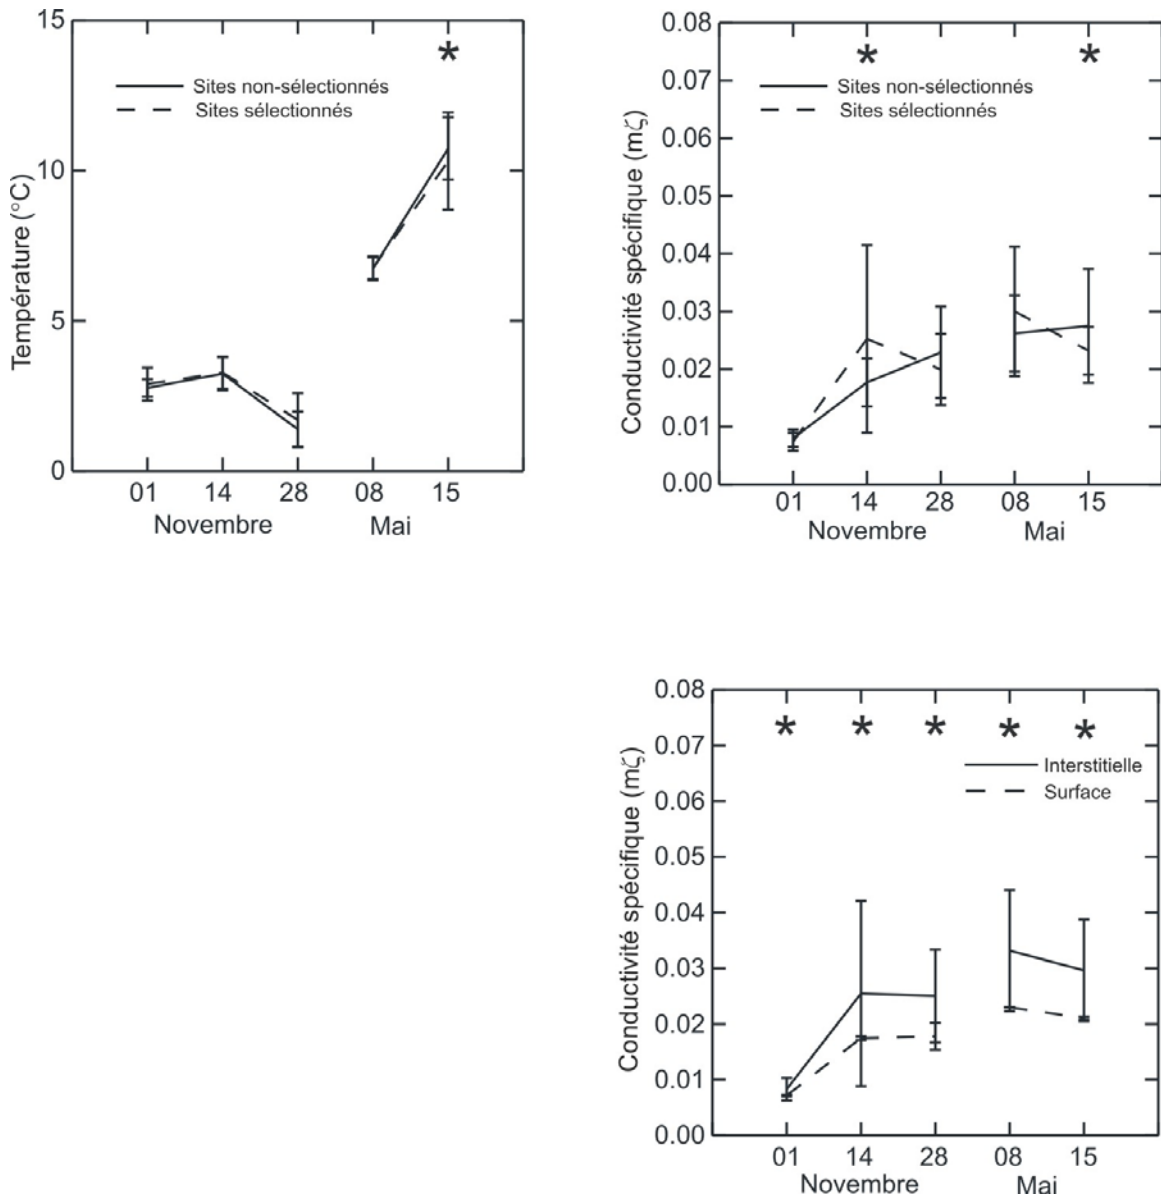 15
10
5
0
Température (°C)
*
Sites non-sélectionnés
Sites sélectionnés
01 14 28 08 15
Novembre Mai
0.08
0.07
0.06
0.05
0.04
0.03
0.02
0.01
0.00
Conductivité spécifique (mζ)
* *
Sites non-sélectionnés
Sites sélectionnés
01 14 28 08 15
Novembre Mai
0.08
0.07
0.06
0.05
0.04
0.03
0.02
0.01
0.00
Conductivité spécifique (mζ)
* * * * *
Interstitielle
Surface
01 14 28 08 15
Novembre Mai